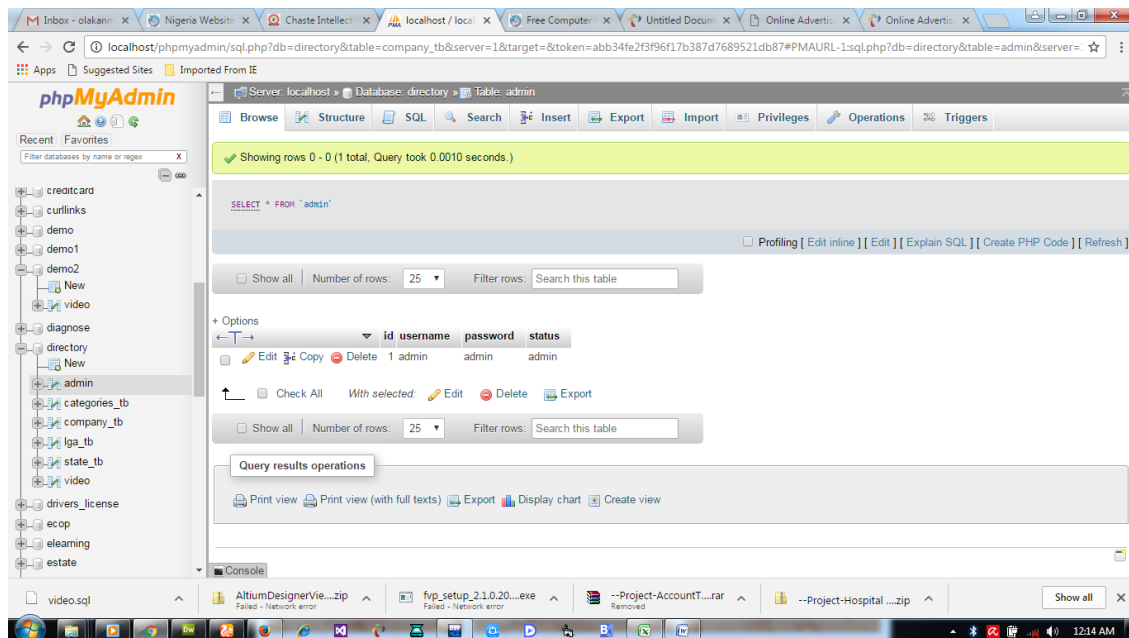 Inbox - olakann
Nigeria Website
Chaste Intellect
localhost / local
Free Computer
Untitled Docum
Online Advertis
Online Advertis
localhost/phpmyadmin/sql.php?db=directory&table=company_tb&server=1&target=&token=abb34fe2f3f96f17b387d7689521db87#PMAURL-1:sql.php?db=directory&table=admin&server=
Apps Suggested Sites Imported From IE
phpMyAdmin
Recent Favorites
Filter databases by name or regex X
creditcard
curllinks
demo
demo1
demo2
New
video
diagnose
directory
New
admin
categories_tb
company_tb
lga_tb
state_tb
video
drivers_license
ecop
elearning
estate
Server: localhost » Database: directory » Table: admin
Browse Structure SQL Search Insert Export Import Privileges Operations Triggers
Showing rows 0 - 0 (1 total, Query took 0.0010 seconds.)
SELECT * FROM `admin`
Profiling [ Edit inline ] [ Edit ] [ Explain SQL ] [ Create PHP Code ] [ Refresh ]
Show all Number of rows: 25 Filter rows: Search this table
+ Options
←T→ id username password status
Edit Copy Delete 1 admin admin admin
Check All With selected: Edit Delete Export
Show all Number of rows: 25 Filter rows: Search this table
Query results operations
Print view Print view (with full texts) Export Display chart Create view
Console
video.sql
AltiumDesignerVie....zip
Failed - Network error
fvp_setup_2.1.0.20....exe
Failed - Network error
--Project-AccountT....rar
Removed
--Project-Hospital ....zip
Show all
12:14 AM